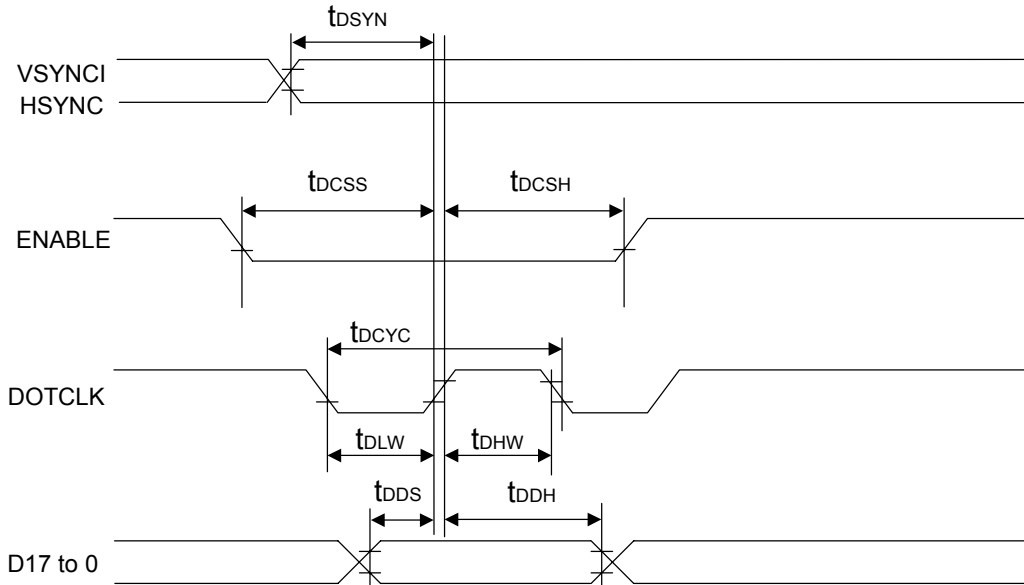 tDSYN
VSYNCI
HSYNC
tDCSS
tDCSH
ENABLE
tDCYC
DOTCLK
tDLW
tDHW
tDDS
tDDH
D17 to 0